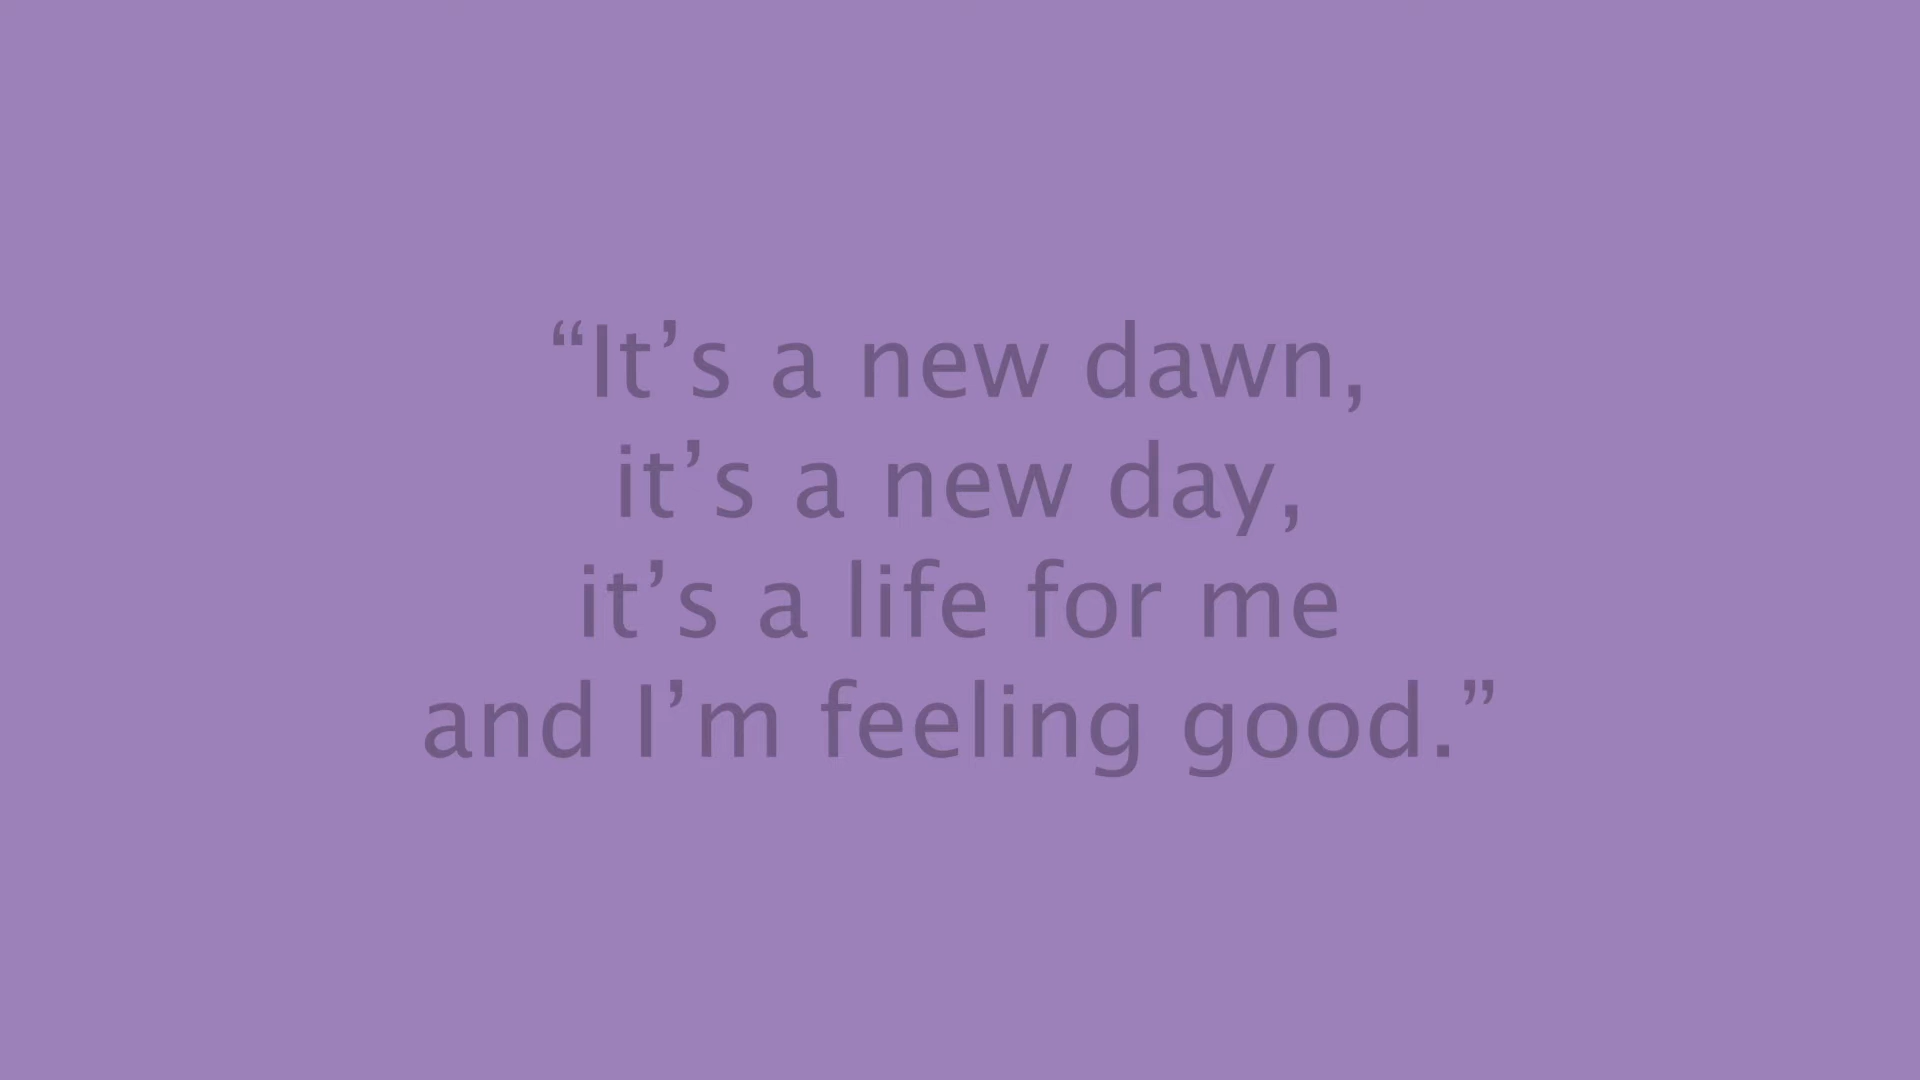 “It’s a new dawn,
it’s a new day,
it’s a life for me
and I’m feeling good.”